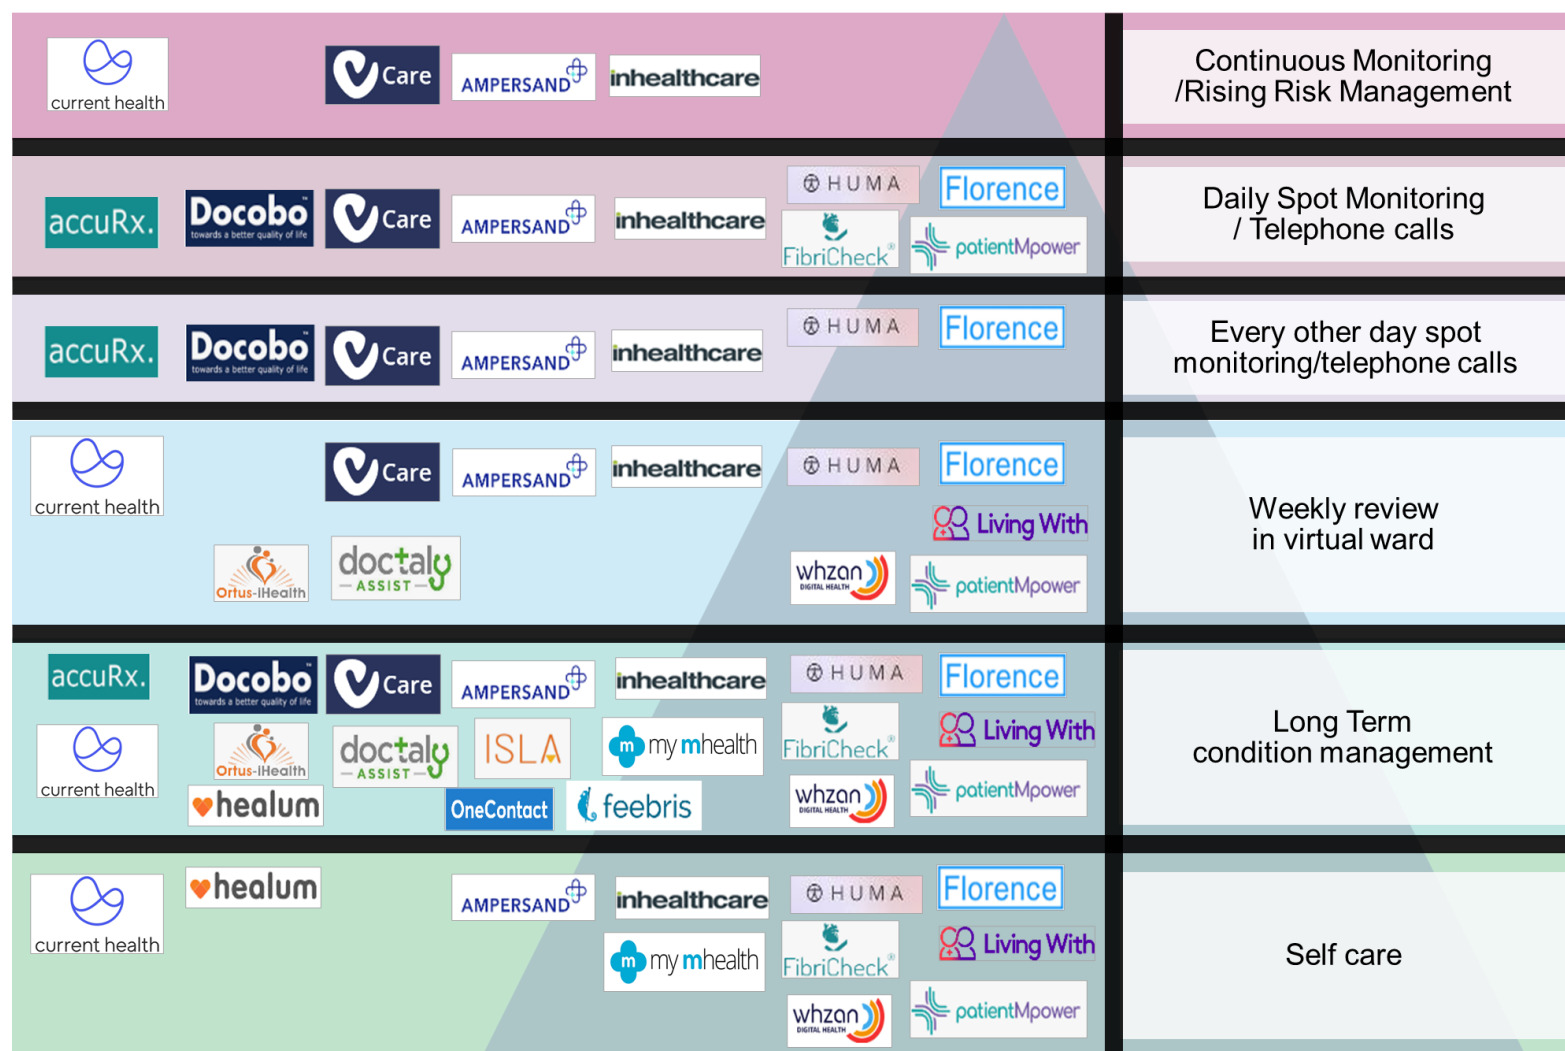 current health
Care
AMPERSAND
inhealthcare
Continuous Monitoring
/Rising Risk Management
accuRx.
Docobo™
towards a better quality of life
Care
AMPERSAND
inhealthcare
HUMA
Florence
FibriCheck®
patientMpower
Daily Spot Monitoring
/ Telephone calls
accuRx.
Docobo™
towards a better quality of life
Care
AMPERSAND
inhealthcare
HUMA
Florence
Every other day spot
monitoring/telephone calls
current health
Care
AMPERSAND
inhealthcare
HUMA
Florence
Living With
Ortus-iHealth
doctaly
ASSIST
whzan
DIGITAL HEALTH
patientMpower
Weekly review
in virtual ward
accuRx.
Docobo™
towards a better quality of life
Care
AMPERSAND
inhealthcare
HUMA
Florence
current health
Ortus-iHealth
doctaly
ASSIST
ISLA
m my mhealth
FibriCheck®
Living With
healum
OneContact
feebris
whzan
DIGITAL HEALTH
patientMpower
Long Term
condition management
current health
healum
AMPERSAND
inhealthcare
HUMA
Florence
m my mhealth
FibriCheck®
Living With
whzan
DIGITAL HEALTH
patientMpower
Self care